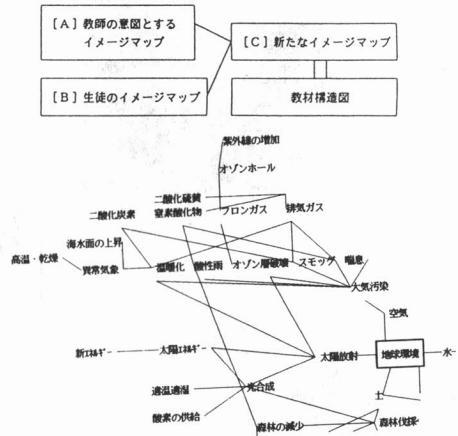 [A]教師の意図とする
イメージマップ
[C]新たなイメージマップ
[B]生徒のイメージマップ
教材構造図
紫外線の増加
オゾンホール
二酸化硫黄
二酸化炭素
窒素酸化物
フロンガス
排気ガス
海水面の上昇
高温・乾燥
異常気象
温暖化
酸性雨
オゾン層破壊
スモッグ
喘息
大気汚染
空気
新エネルギー
太陽エネルギー
太陽放射
地球環境
水
適温適湿
光合成
土
酸素の供給
森林の減少
森林伐採